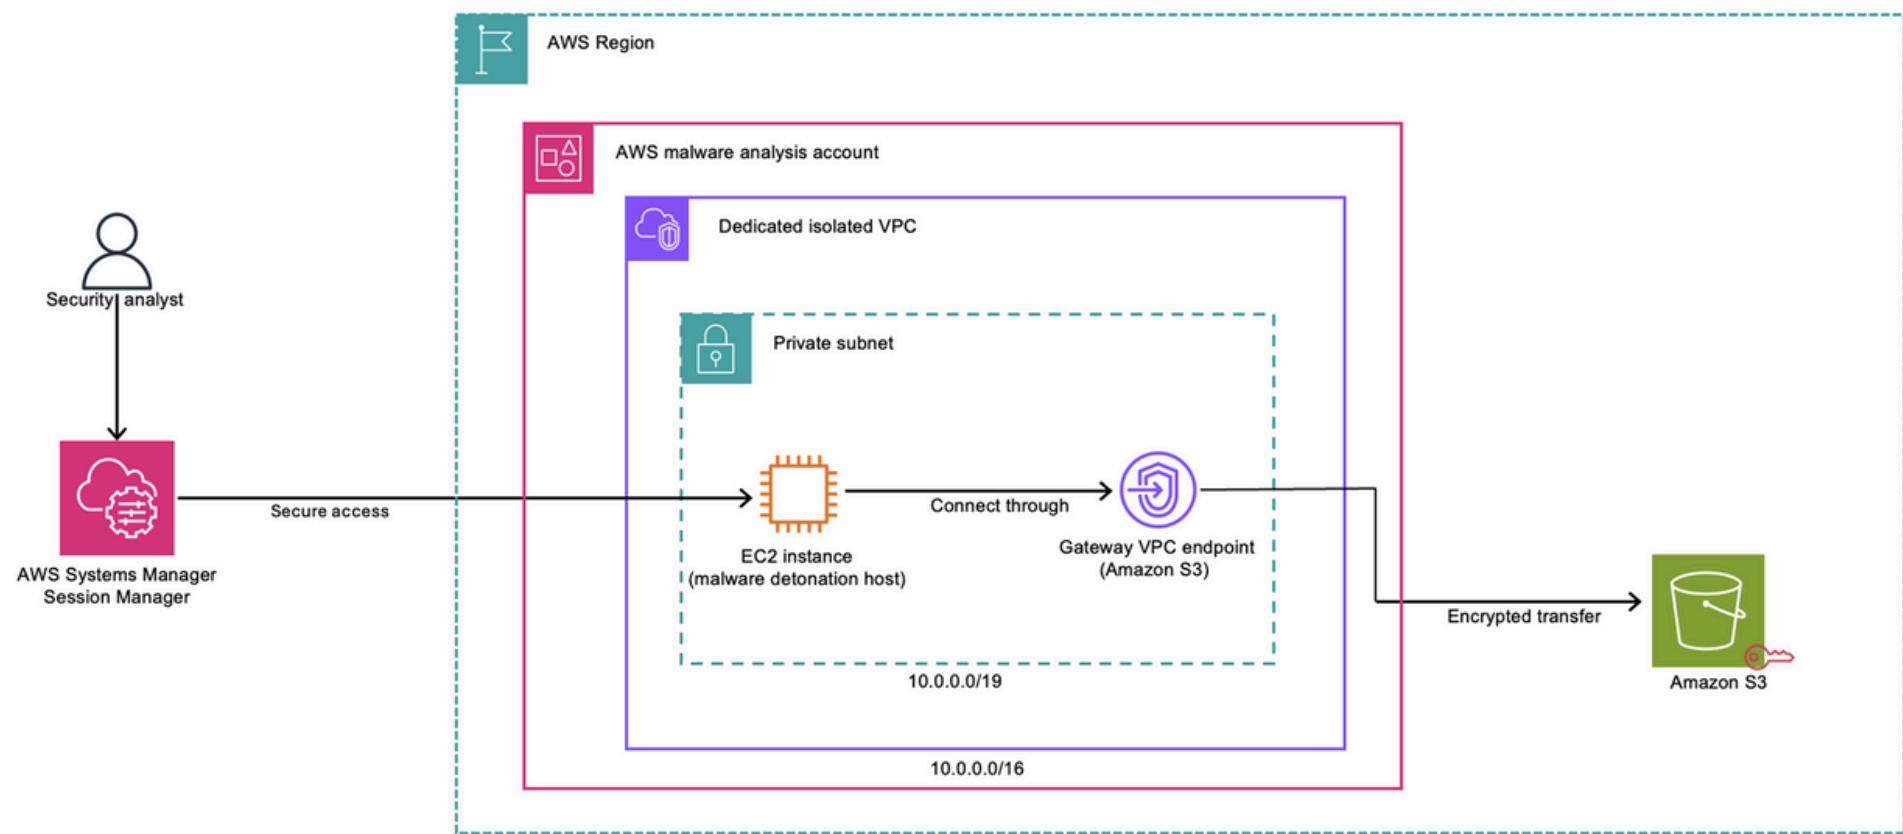 AWS Region
AWS malware analysis account
Dedicated isolated VPC
Security analyst
Private subnet
Secure access
Connect through
EC2 instance
(malware detonation host)
Gateway VPC endpoint
(Amazon S3)
AWS Systems Manager
Session Manager
Encrypted transfer
Amazon S3
10.0.0.0/19
10.0.0.0/16